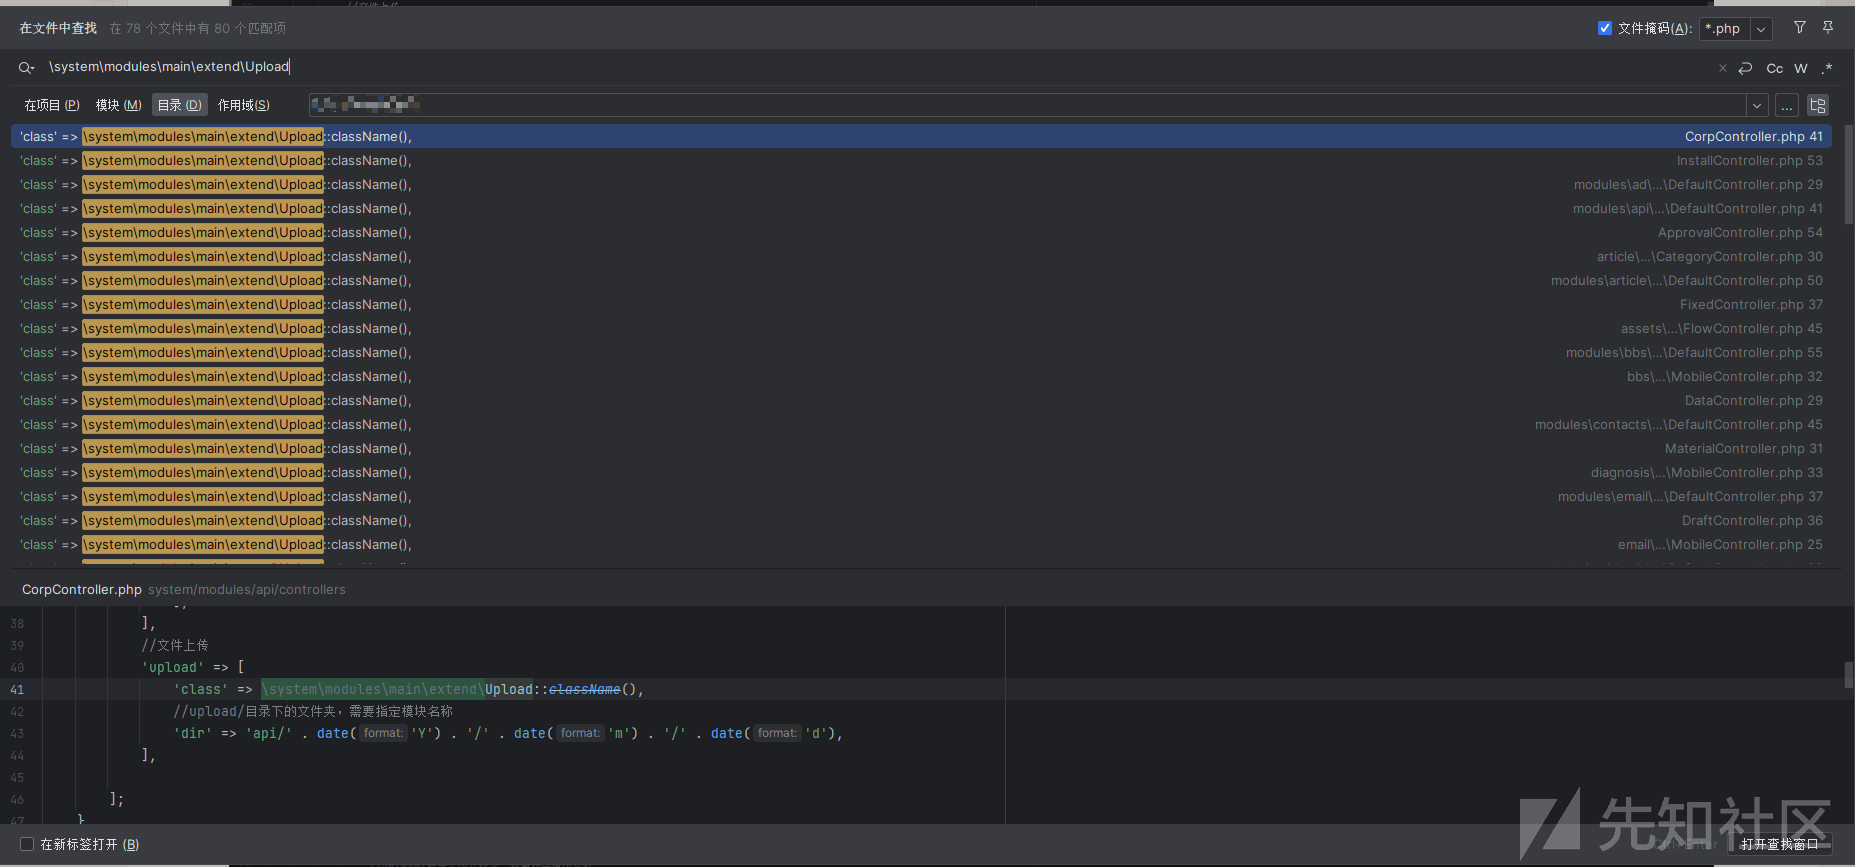 //文件上传
在文件中查找 在 78 个文件中有 80 个匹配项 文件掩码(A): *.php
\system\modules\main\extend\Upload × Cc W .*
在项目 (P) 模块 (M) 目录 (D) 作用域(S) ...
'class' => \system\modules\main\extend\Upload::className(), CorpController.php 41
'class' => \system\modules\main\extend\Upload::className(), InstallController.php 53
'class' => \system\modules\main\extend\Upload::className(), modules\ad\...\DefaultController.php 29
'class' => \system\modules\main\extend\Upload::className(), modules\api\...\DefaultController.php 41
'class' => \system\modules\main\extend\Upload::className(), ApprovalController.php 54
'class' => \system\modules\main\extend\Upload::className(), article\...\CategoryController.php 30
'class' => \system\modules\main\extend\Upload::className(), modules\article\...\DefaultController.php 50
'class' => \system\modules\main\extend\Upload::className(), FixedController.php 37
'class' => \system\modules\main\extend\Upload::className(), assets\...\FlowController.php 45
'class' => \system\modules\main\extend\Upload::className(), modules\bbs\...\DefaultController.php 55
'class' => \system\modules\main\extend\Upload::className(), bbs\...\MobileController.php 32
'class' => \system\modules\main\extend\Upload::className(), DataController.php 29
'class' => \system\modules\main\extend\Upload::className(), modules\contacts\...\DefaultController.php 45
'class' => \system\modules\main\extend\Upload::className(), MaterialController.php 31
'class' => \system\modules\main\extend\Upload::className(), diagnosis\...\MobileController.php 33
'class' => \system\modules\main\extend\Upload::className(), modules\email\...\DefaultController.php 37
'class' => \system\modules\main\extend\Upload::className(), DraftController.php 36
'class' => \system\modules\main\extend\Upload::className(), email\...\MobileController.php 25
CorpController.php system/modules/api/controllers
38 ],
39 //文件上传
40 'upload' => [
41 'class' => \system\modules\main\extend\Upload::className(),
42 //upload/目录下的文件夹，需要指定模块名称
43 'dir' => 'api/' . date( format: 'Y') . '/' . date( format: 'm') . '/' . date( format: 'd'),
44 ],
45
46 ];
47 }
先知社区
在新标签打开 (B) Ctrl+Enter 打开查找窗口